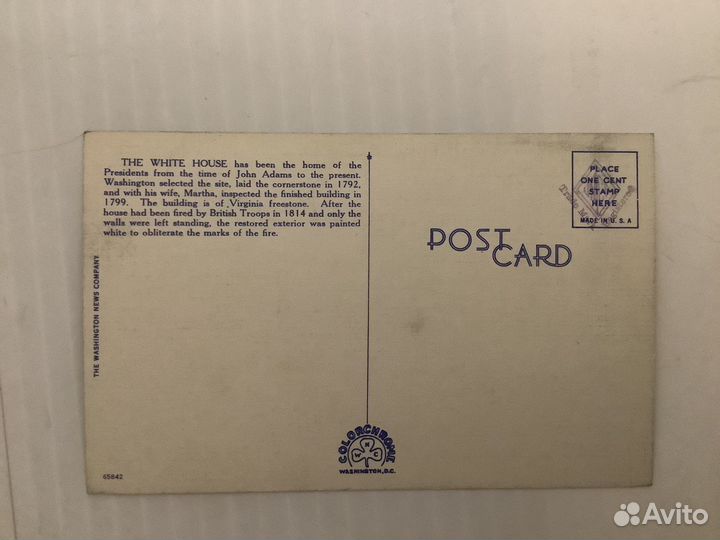 THE WHITE HOUSE has been the home of the
Presidents from the time of John Adams to the present.
Washington selected the site, laid the cornerstone in 1792,
and with his wife, Martha, inspected the finished building in
1799. The building is of Virginia freestone. After the
house had been fired by British Troops in 1814 and only the
walls were left standing, the restored exterior was painted
white to obliterate the marks of the fire.
THE WASHINGTON NEWS COMPANY
PLACE
ONE CENT
STAMP
HERE
MADE IN U.S.A
Trade
POST
CARD
COLORCHROME
N
W C
WASHINGTON, D.C.
65842
Avito